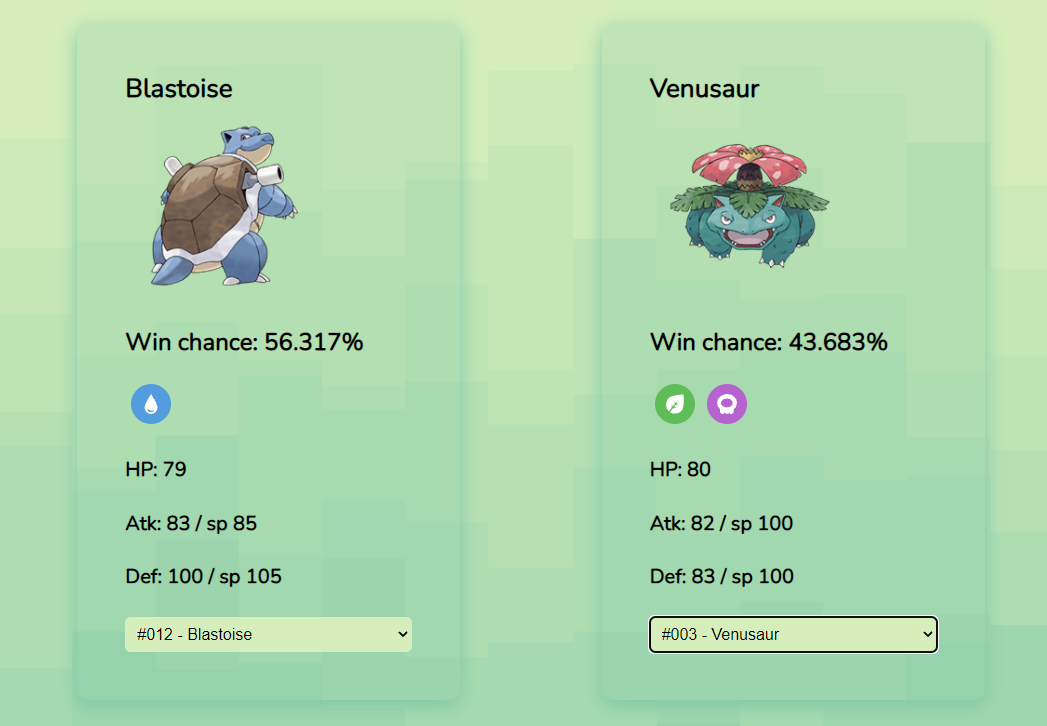 Blastoise
Win chance: 56.317%
HP: 79
Atk: 83 / sp 85
Def: 100 / sp 105
#012 - Blastoise
Venusaur
Win chance: 43.683%
HP: 80
Atk: 82 / sp 100
Def: 83 / sp 100
#003 - Venusaur